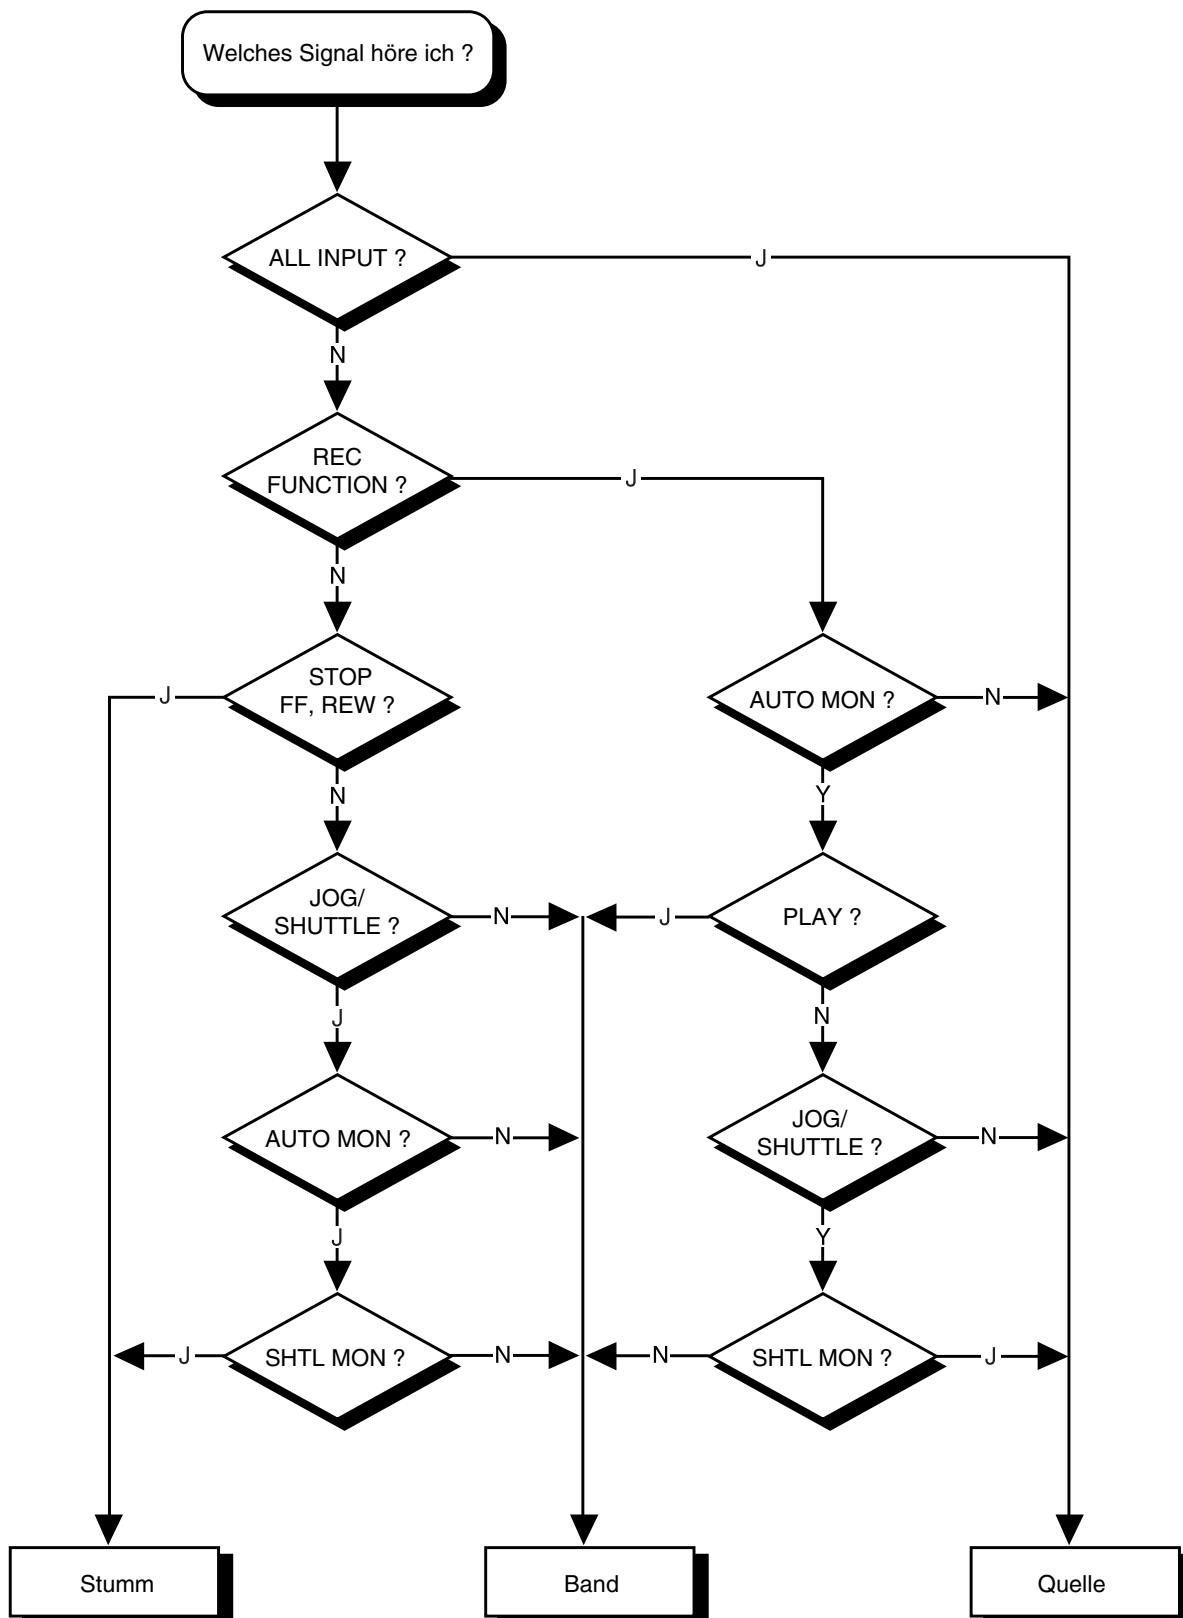 Welches Signal höre ich ?
ALL INPUT ?
J
N
REC
FUNCTION ?
J
N
STOP
FF, REW ?
J
AUTO MON ?
N
N
Y
JOG/
SHUTTLE ?
N
J
PLAY ?
J
N
AUTO MON ?
N
JOG/
SHUTTLE ?
N
J
Y
SHTL MON ?
J
N
N
SHTL MON ?
J
Stumm
Band
Quelle